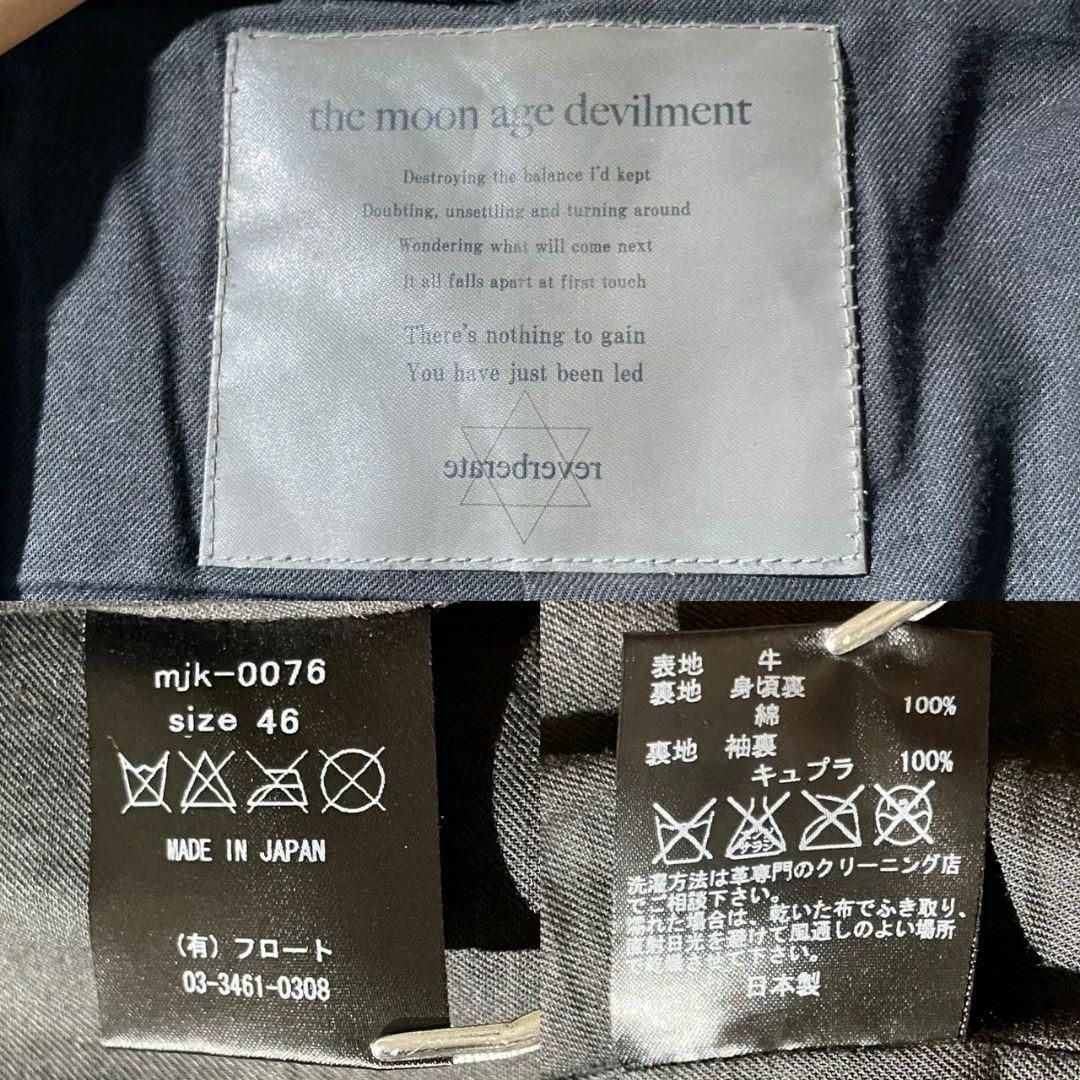 the moon age devilment
Destroying the balance I'd kept
Doubting, unsettling and turning around
Wondering what will come next
It all falls apart at first touch
There's nothing to gain
You have just been led
reverberate
mjk-0076
size 46
MADE IN JAPAN
(有) フロート
03-3461-0308
表地 牛
裏地 身頃裏
綿 100%
裏地 袖裏
キュプラ 100%
洗濯方法は革専門のクリーニング店
でご相談下さい。
濡れた場合は、乾いた布でふき取り、
直射日光を避けて風通しのよい場所
させて下さい。
日本製